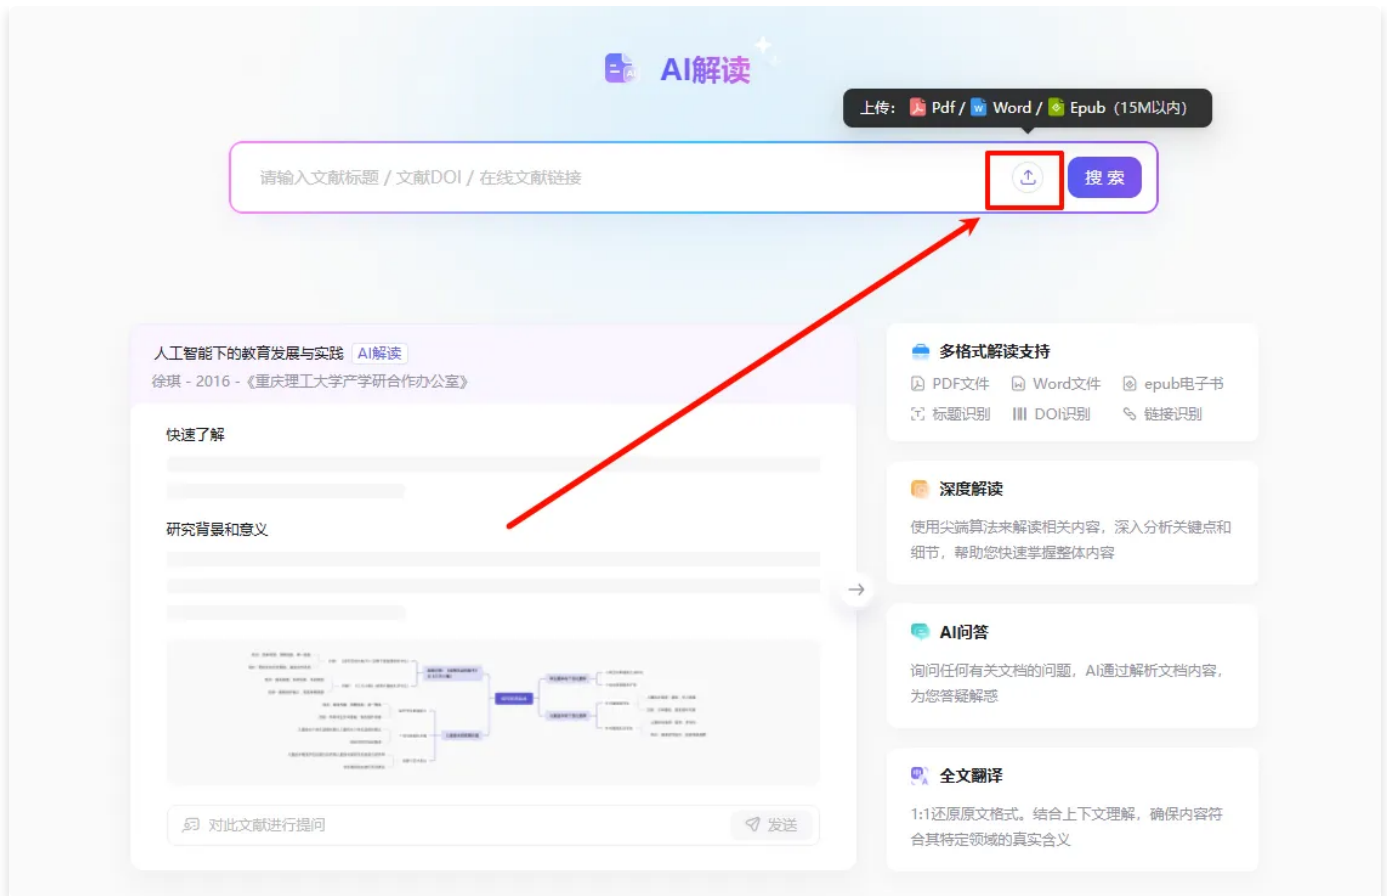 AI解读
上传： Pdf / Word / Epub（15M以内）
请输入文献标题 / 文献DOI / 在线文献链接
搜 索
人工智能下的教育发展与实践 AI解读
徐琪 - 2016 -《重庆理工大学产学研合作办公室》
快速了解
研究背景和意义
对此文献进行提问
发送
多格式解读支持
PDF文件 Word文件 epub电子书
标题识别 DOI识别 链接识别
深度解读
使用尖端算法来解读相关内容，深入分析关键点和
细节，帮助您快速掌握整体内容
AI问答
询问任何有关文档的问题，AI通过解析文档内容，
为您答疑解惑
全文翻译
1:1还原原文格式。结合上下文理解，确保内容符
合其特定领域的真实含义